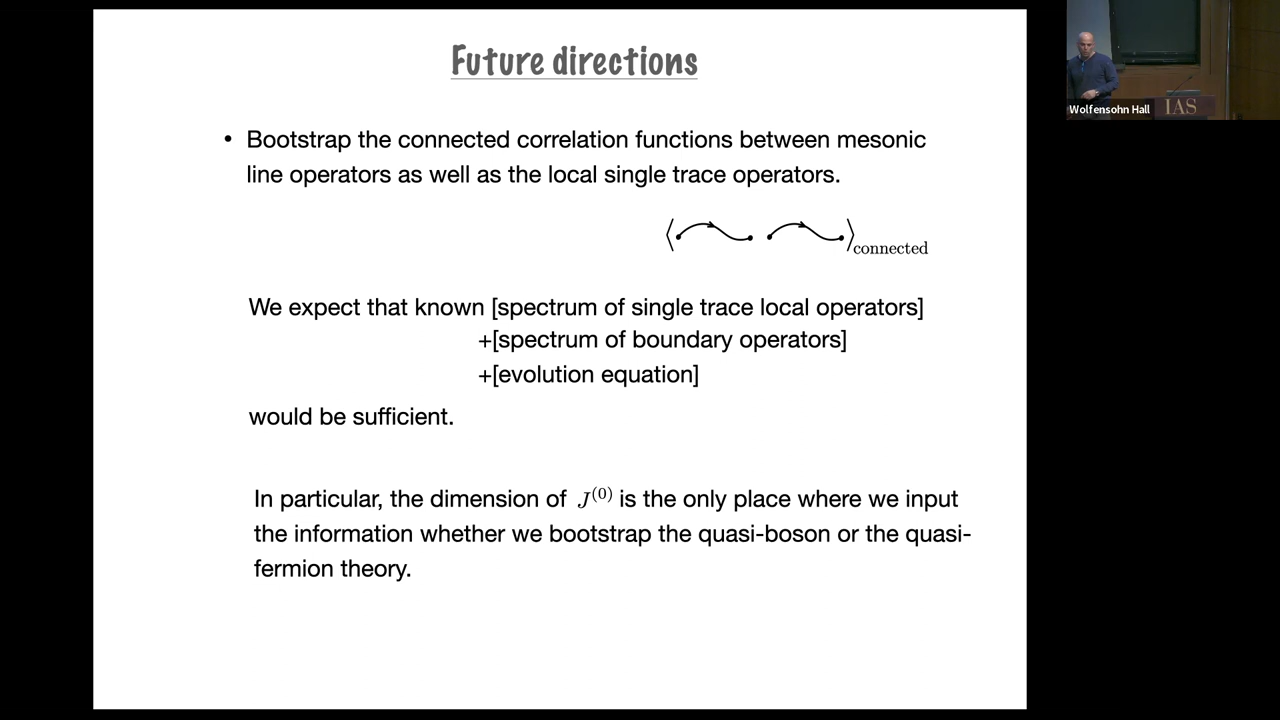 Future directions
• Bootstrap the connected correlation functions between mesonic
line operators as well as the local single trace operators.
⟨ ⟩connected
We expect that known [spectrum of single trace local operators]
+[spectrum of boundary operators]
+[evolution equation]
would be sufficient.
In particular, the dimension of J⁽⁰⁾ is the only place where we input
the information whether we bootstrap the quasi-boson or the quasi-
fermion theory.
Wolfensohn Hall
IAS